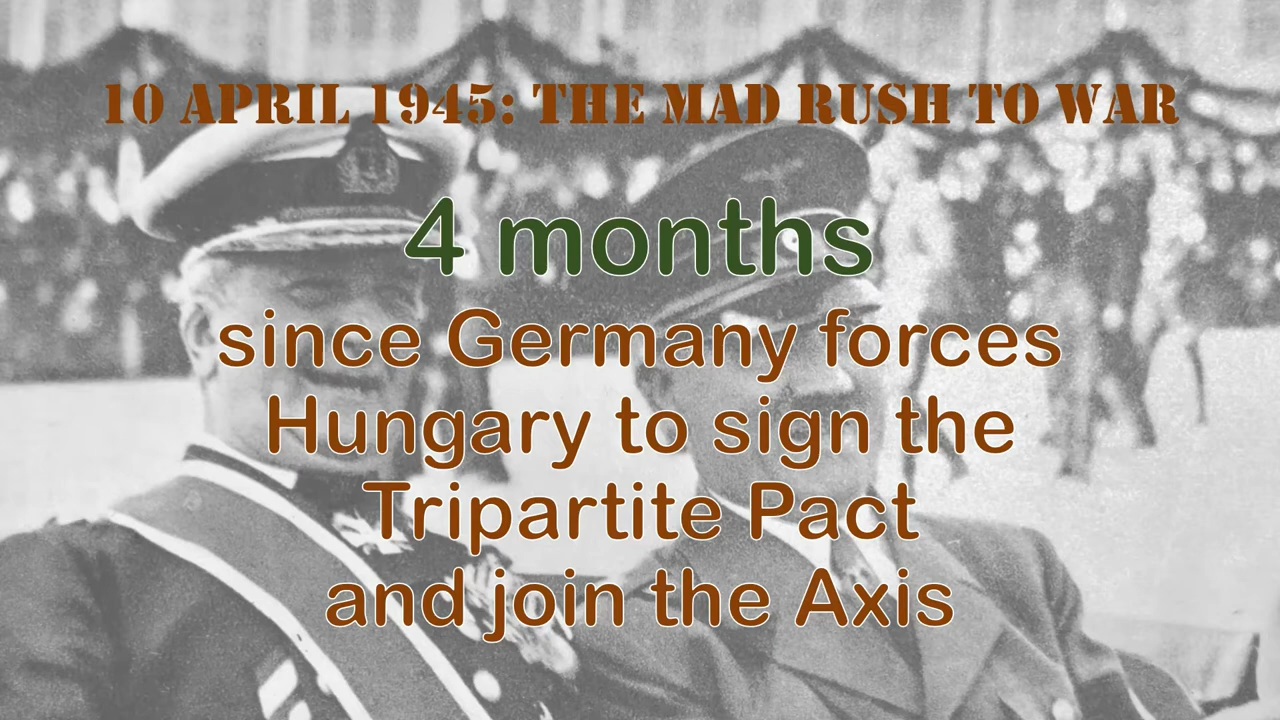 10 APRIL 1945: THE MAD RUSH TO WAR
4 months
since Germany forces
Hungary to sign the
Tripartite Pact
and join the Axis